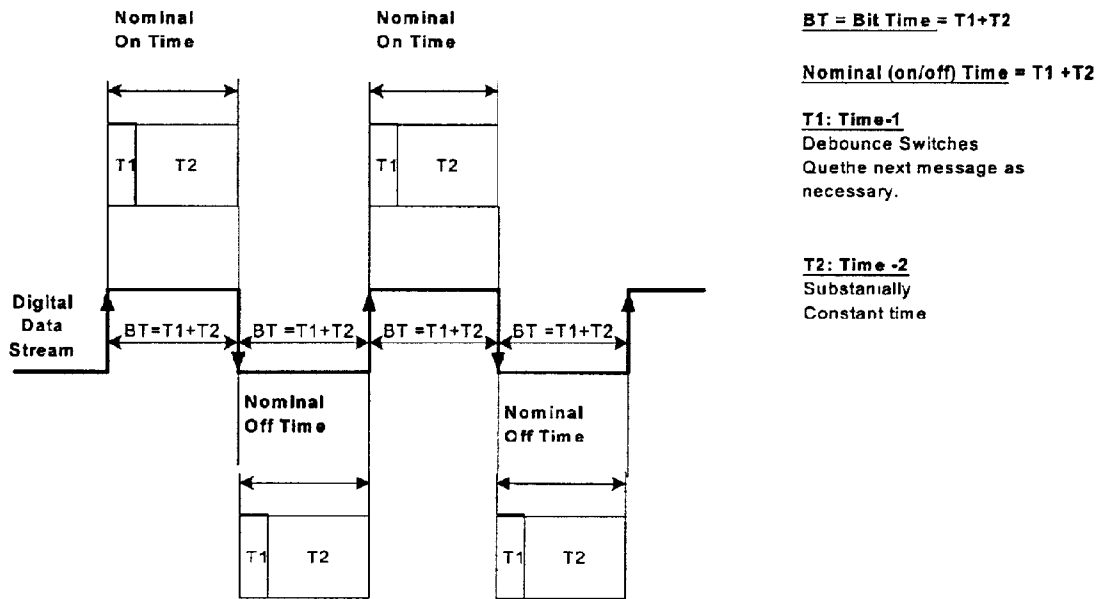 Nominal
On Time
Nominal
On Time
BT = Bit Time = T1+T2
Nominal (on/off) Time = T1 +T2
T1: Time-1
Debounce Switches
Quethe next message as
necessary.
T2: Time -2
Substanially
Constant time
T1 T2
T1 T2
Digital
Data
Stream
BT=T1+T2 BT =T1+T2 BT =T1+T2 BT =T1+T2
Nominal
Off Time
Nominal
Off Time
T1 T2
T1 T2